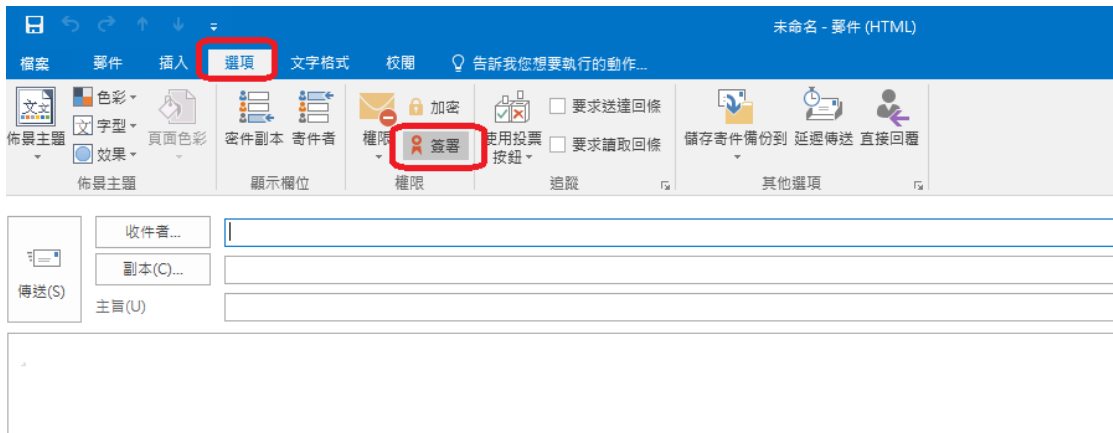 未命名 - 郵件 (HTML)
檔案 郵件 插入 選項 文字格式 校閱 告訴我您想要執行的動作...
文文 佈景主題
色彩
文 字型
效果
頁面色彩
佈景主題
密件副本 寄件者
顯示欄位
權限
加密
簽署
權限
使用投票按鈕
要求送達回條
要求讀取回條
追蹤
儲存寄件備份到 延遲傳送 直接回覆
其他選項
傳送(S)
收件者...
副本(C)...
主旨(U)